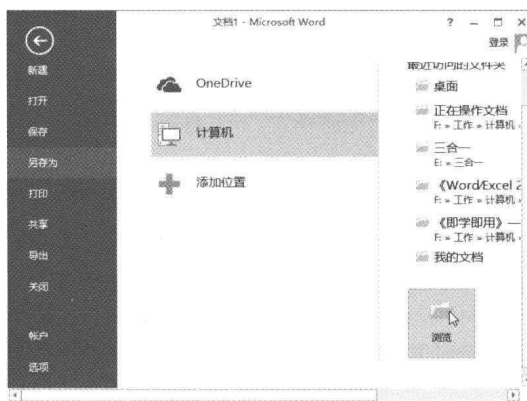 文档1 - Microsoft Word
?
登录
新建
打开
保存
另存为
打印
共享
导出
关闭
帐户
选项
OneDrive
计算机
添加位置
最近访问的文件夹
桌面
正在操作文档
F: » 工作 » 计算机 »
三合一
E: » 三合一
《Word/Excel 2
F: » 工作 » 计算机 »
《即学即用》—
F: » 工作 » 计算机 »
我的文档
浏览